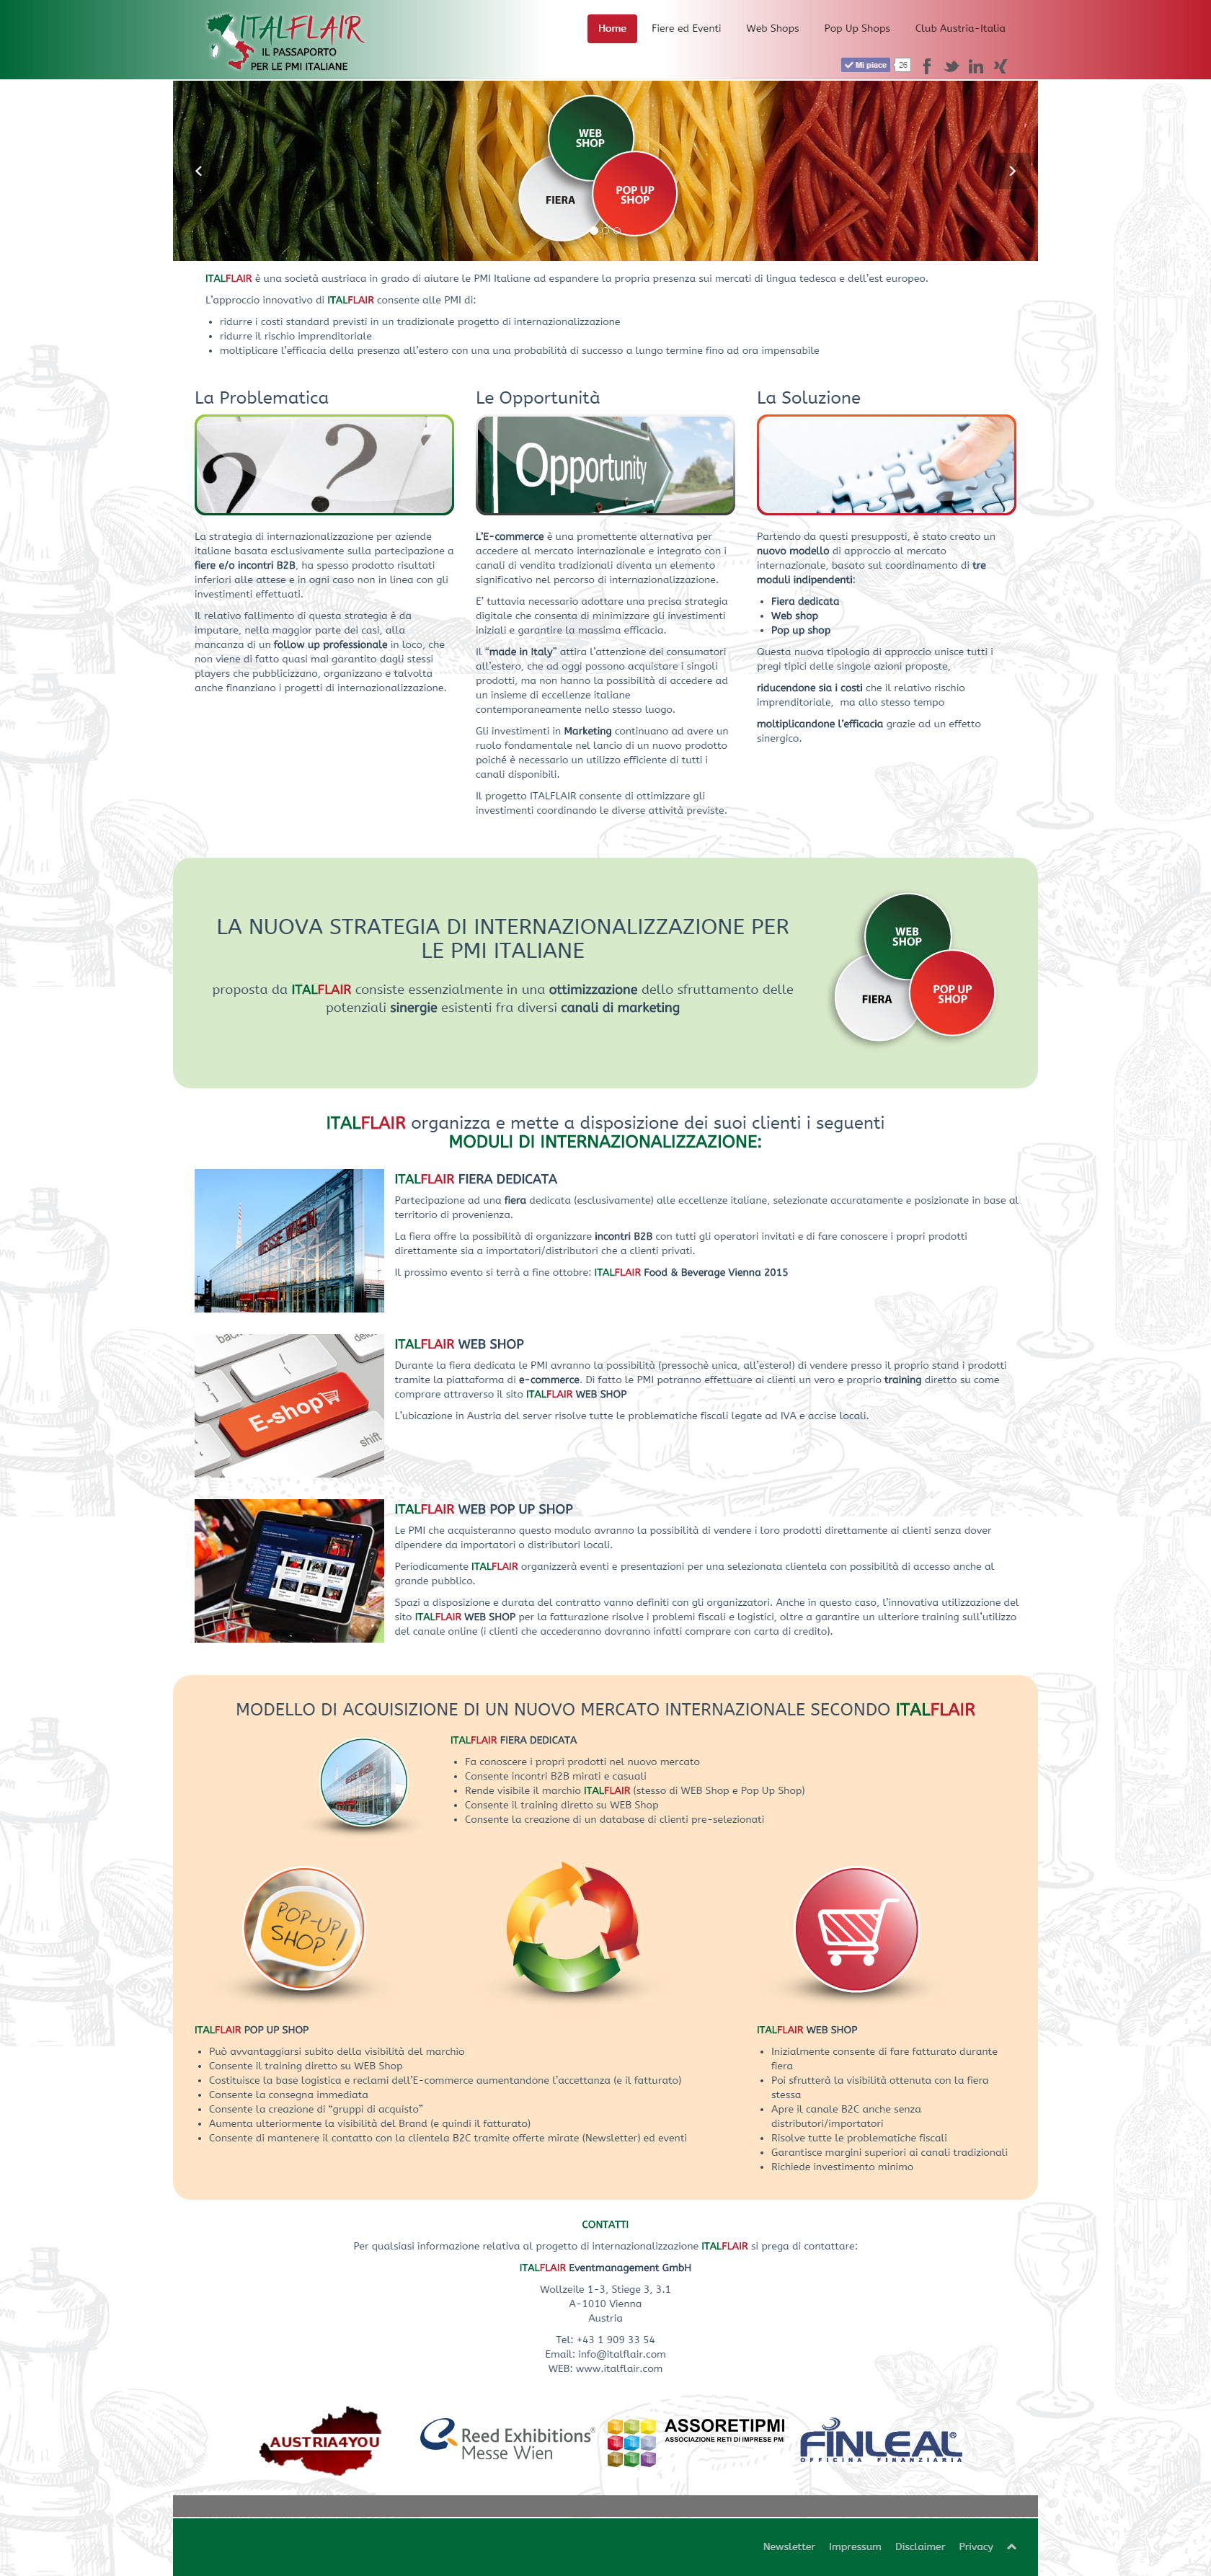 ITALFLAIR
IL PASSAPORTO
PER LE PMI ITALIANE
Home
Fiere ed Eventi
Web Shops
Pop Up Shops
Club Austria-Italia
Mi piace
26
WEB
SHOP
FIERA
POP UP
SHOP
ITALFLAIR è una società austriaca in grado di aiutare le PMI Italiane ad espandere la propria presenza sui mercati di lingua tedesca e dell'est europeo.
L'approccio innovativo di ITALFLAIR consente alle PMI di:
• ridurre i costi standard previsti in un tradizionale progetto di internazionalizzazione
• ridurre il rischio imprenditoriale
• moltiplicare l'efficacia della presenza all'estero con una una probabilità di successo a lungo termine fino ad ora impensabile
La Problematica
La strategia di internazionalizzazione per aziende
italiane basata esclusivamente sulla partecipazione a
fiere e/o incontri B2B, ha spesso prodotto risultati
inferiori alle attese e in ogni caso non in linea con gli
investimenti effettuati.
Il relativo fallimento di questa strategia è da
imputare, nella maggior parte dei casi, alla
mancanza di un follow up professionale in loco, che
non viene di fatto quasi mai garantito dagli stessi
players che pubblicizzano, organizzano e talvolta
anche finanziano i progetti di internazionalizzazione.
Le Opportunità
Opportunity
L'E-commerce è una promettente alternativa per
accedere al mercato internazionale e integrato con i
canali di vendita tradizionali diventa un elemento
significativo nel percorso di internazionalizzazione.
E' tuttavia necessario adottare una precisa strategia
digitale che consenta di minimizzare gli investimenti
iniziali e garantire la massima efficacia.
Il "made in Italy" attira l'attenzione dei consumatori
all'estero, che ad oggi possono acquistare i singoli
prodotti, ma non hanno la possibilità di accedere ad
un insieme di eccellenze italiane
contemporaneamente nello stesso luogo.
Gli investimenti in Marketing continuano ad avere un
ruolo fondamentale nel lancio di un nuovo prodotto
poiché è necessario un utilizzo efficiente di tutti i
canali disponibili.
Il progetto ITALFLAIR consente di ottimizzare gli
investimenti coordinando le diverse attività previste.
La Soluzione
Partendo da questi presupposti, è stato creato un
nuovo modello di approccio al mercato
internazionale, basato sul coordinamento di tre
moduli indipendenti:
• Fiera dedicata
• Web shop
• Pop up shop
Questa nuova tipologia di approccio unisce tutti i
pregi tipici delle singole azioni proposte,
riducendone sia i costi che il relativo rischio
imprenditoriale, ma allo stesso tempo
moltiplicandone l'efficacia grazie ad un effetto
sinergico.
LA NUOVA STRATEGIA DI INTERNAZIONALIZZAZIONE PER
LE PMI ITALIANE
proposta da ITALFLAIR consiste essenzialmente in una ottimizzazione dello sfruttamento delle
potenziali sinergie esistenti fra diversi canali di marketing
WEB
SHOP
FIERA
POP UP
SHOP
ITALFLAIR organizza e mette a disposizione dei suoi clienti i seguenti
MODULI DI INTERNAZIONALIZZAZIONE:
MESSE WIEN
ITALFLAIR FIERA DEDICATA
Partecipazione ad una fiera dedicata (esclusivamente) alle eccellenze italiane, selezionate accuratamente e posizionate in base al
territorio di provenienza.
La fiera offre la possibilità di organizzare incontri B2B con tutti gli operatori invitati e di fare conoscere i propri prodotti
direttamente sia a importatori/distributori che a clienti privati.
Il prossimo evento si terrà a fine ottobre: ITALFLAIR Food & Beverage Vienna 2015
E-shop
shift
ITALFLAIR WEB SHOP
Durante la fiera dedicata le PMI avranno la possibilità (pressochè unica, all'estero!) di vendere presso il proprio stand i prodotti
tramite la piattaforma di e-commerce. Di fatto le PMI potranno effettuare ai clienti un vero e proprio training diretto su come
comprare attraverso il sito ITALFLAIR WEB SHOP
L'ubicazione in Austria del server risolve tutte le problematiche fiscali legate ad IVA e accise locali.
ITALFLAIR WEB POP UP SHOP
Le PMI che acquisteranno questo modulo avranno la possibilità di vendere i loro prodotti direttamente ai clienti senza dover
dipendere da importatori o distributori locali.
Periodicamente ITALFLAIR organizzerà eventi e presentazioni per una selezionata clientela con possibilità di accesso anche al
grande pubblico.
Spazi a disposizione e durata del contratto vanno definiti con gli organizzatori. Anche in questo caso, l'innovativa utilizzazione del
sito ITALFLAIR WEB SHOP per la fatturazione risolve i problemi fiscali e logistici, oltre a garantire un ulteriore training sull'utilizzo
del canale online (i clienti che accederanno dovranno infatti comprare con carta di credito).
MODELLO DI ACQUISIZIONE DI UN NUOVO MERCATO INTERNAZIONALE SECONDO ITALFLAIR
ITALFLAIR FIERA DEDICATA
• Fa conoscere i propri prodotti nel nuovo mercato
• Consente incontri B2B mirati e casuali
• Rende visibile il marchio ITALFLAIR (stesso di WEB Shop e Pop Up Shop)
• Consente il training diretto su WEB Shop
• Consente la creazione di un database di clienti pre-selezionati
POP-UP
SHOP!
ITALFLAIR POP UP SHOP
• Può avvantaggiarsi subito della visibilità del marchio
• Consente il training diretto su WEB Shop
• Costituisce la base logistica e reclami dell'E-commerce aumentandone l'accettanza (e il fatturato)
• Consente la consegna immediata
• Consente la creazione di "gruppi di acquisto"
• Aumenta ulteriormente la visibilità del Brand (e quindi il fatturato)
• Consente di mantenere il contatto con la clientela B2C tramite offerte mirate (Newsletter) ed eventi
ITALFLAIR WEB SHOP
• Inizialmente consente di fare fatturato durante
fiera
• Poi sfrutterà la visibilità ottenuta con la fiera
stessa
• Apre il canale B2C anche senza
distributori/importatori
• Risolve tutte le problematiche fiscali
• Garantisce margini superiori ai canali tradizionali
• Richiede investimento minimo
CONTATTI
Per qualsiasi informazione relativa al progetto di internazionalizzazione ITALFLAIR si prega di contattare:
ITALFLAIR Eventmanagement GmbH
Wollzeile 1-3, Stiege 3, 3.1
A-1010 Vienna
Austria
Tel: +43 1 909 33 54
Email: info@italflair.com
WEB: www.italflair.com
AUSTRIA4YOU
Reed Exhibitions®
Messe Wien
ASSORETIPMI
ASSOCIAZIONE RETI DI IMPRESE PMI
FINLEAL®
OFFICINA FINANZIARIA
Newsletter
Impressum
Disclaimer
Privacy